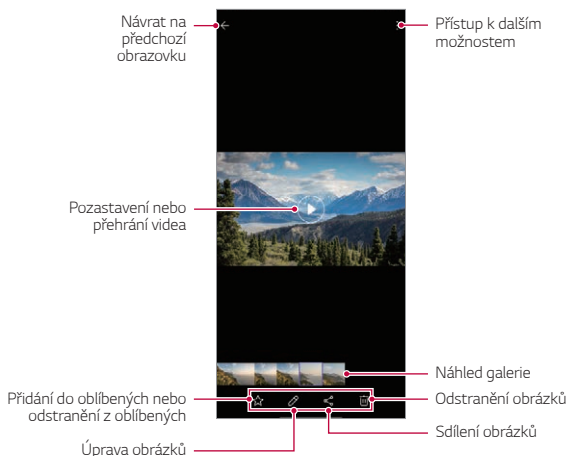 Návrat na
předchozí
obrazovku
Přístup k dalším
možnostem
Pozastavení nebo
přehrání videa
Náhled galerie
Přidání do oblíbených nebo
odstranění z oblíbených
Odstranění obrázků
Sdílení obrázků
Úprava obrázků